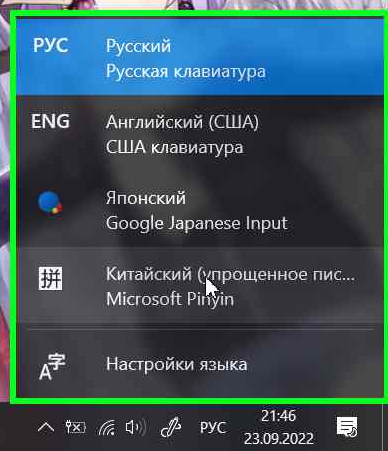 РУС Русский
Русская клавиатура
ENG Английский (США)
США клавиатура
Японский
Google Japanese Input
拼 Китайский (упрощенное пис...
Microsoft Pinyin
A字 Настройки языка
РУС
21:46
23.09.2022